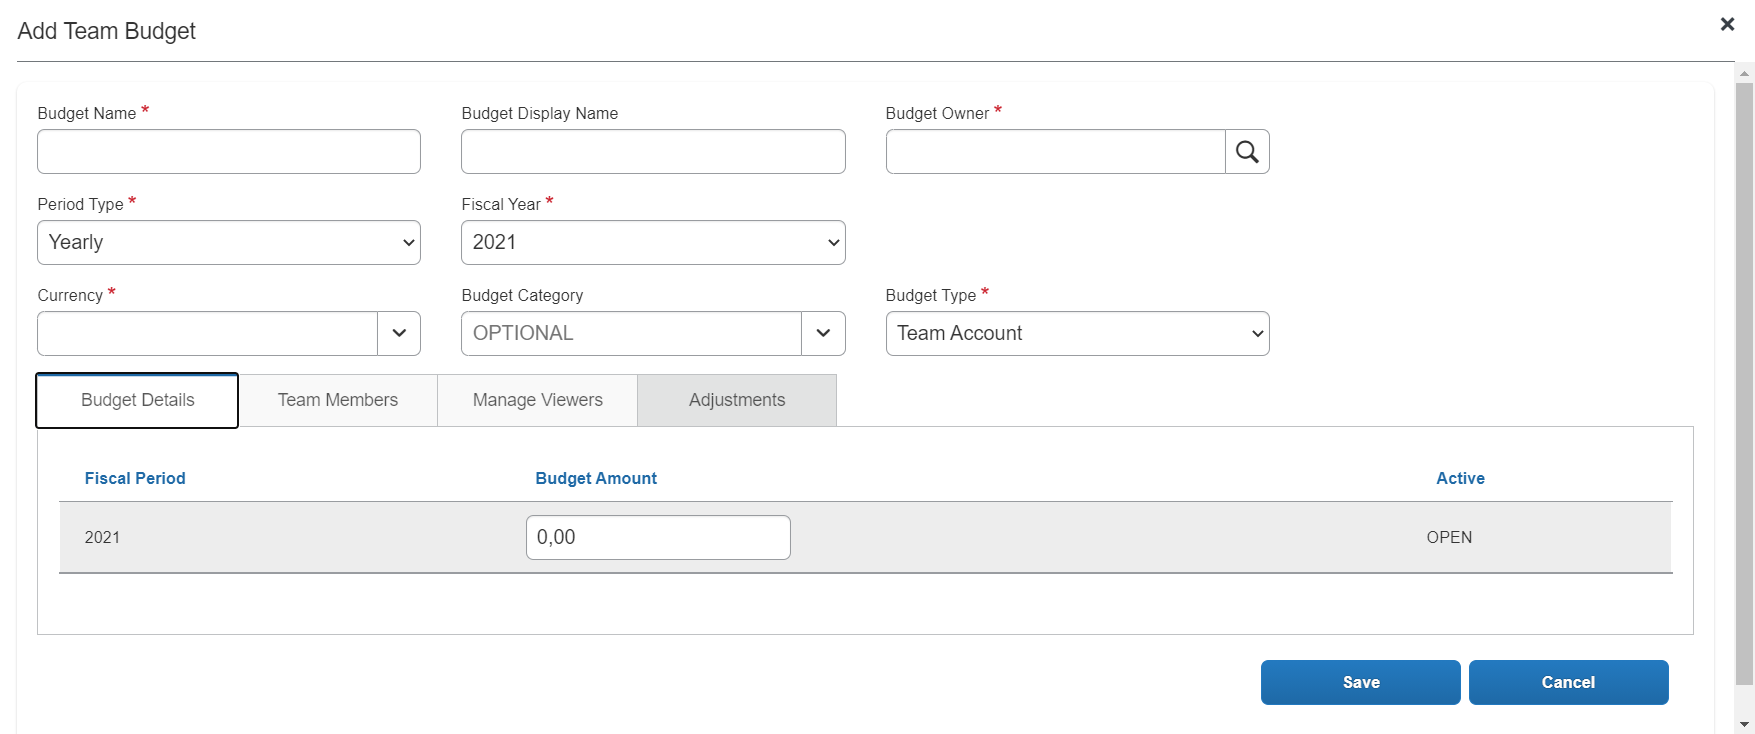 Add Team Budget
Budget Name *
Budget Display Name
Budget Owner *
Period Type *
Fiscal Year *
Yearly
2021
Currency *
Budget Category
Budget Type *
OPTIONAL
Team Account
Budget Details
Team Members
Manage Viewers
Adjustments
Fiscal Period
Budget Amount
Active
2021
0,00
OPEN
Save
Cancel